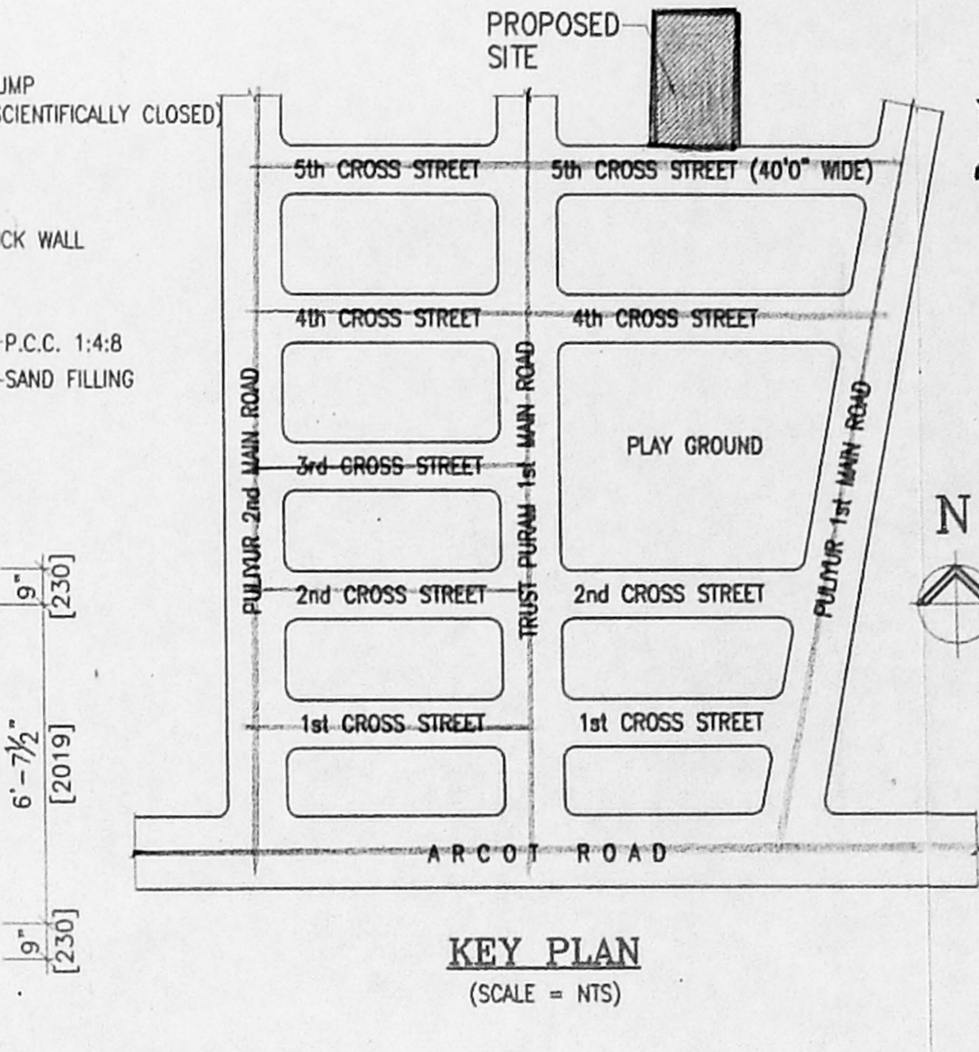 PROPOSED
SITE
UMP
SCIENTIFICALLY CLOSED)
5th CROSS STREET
5th CROSS STREET (40'0" WIDE)
CK WALL
4th CROSS STREET
4th CROSS STREET
P.C.C. 1:4:8
SAND FILLING
PULIYUR 2nd MAIN ROAD
TRUST PURAM 1st MAIN ROAD
PULIYUR 1st MAIN ROAD
PLAY GROUND
3rd CROSS STREET
N
9"
[230]
2nd CROSS STREET
2nd CROSS STREET
6'-7½"
[2019]
1st CROSS STREET
1st CROSS STREET
ARCOT ROAD
9"
[230]
KEY PLAN
(SCALE = NTS)